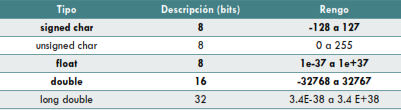 Tipo Descripción (bits) Rengo
signed char 8 -128 a 127
unsigned char 8 0 a 255
float 8 1e-37 a 1e+37
double 16 -32768 a 32767
long double 32 3.4E-38 a 3.4 E+38